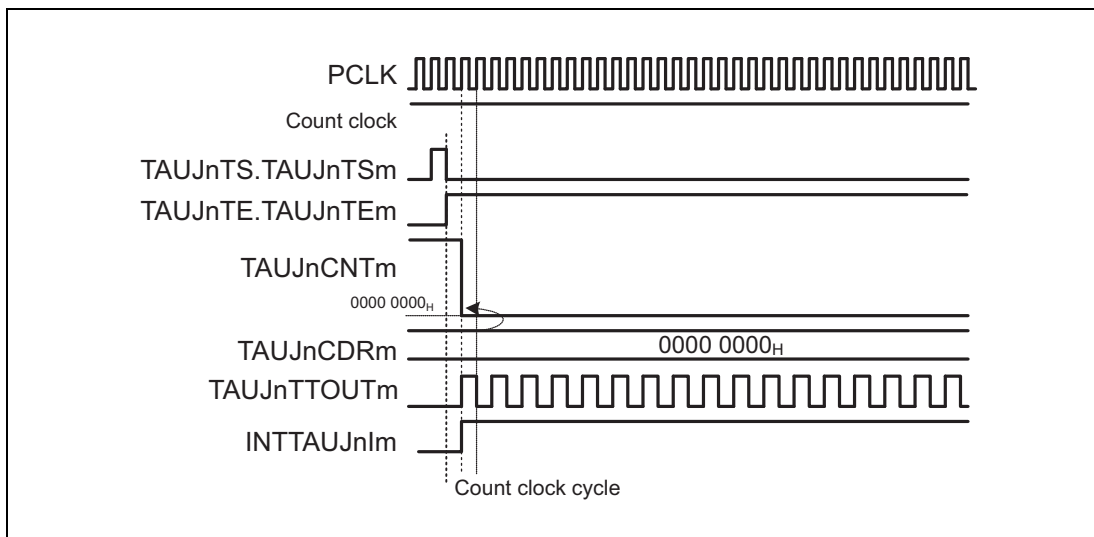 PCLK
Count clock
TAUJnTS.TAUJnTSm
TAUJnTE.TAUJnTEm
TAUJnCNTm
0000 0000H
TAUJnCDRm
0000 0000H
TAUJnTTOUTm
INTTAUJnIm
Count clock cycle